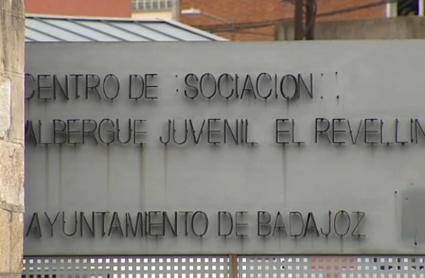 CENTRO DE SOCIACION
ALBERGUE JUVENIL EL REVELLIN
AYUNTAMIENTO DE BADAJOZ